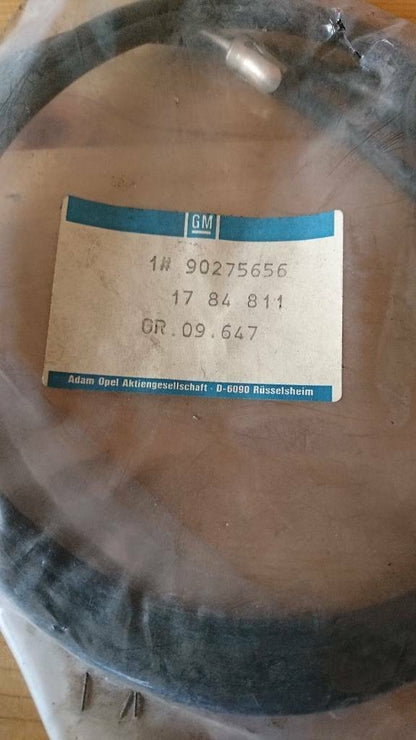 GM
1# 90275656
17 84 811
GR.09.647
Adam Opel Aktiengesellschaft · D-6090 Rüsselsheim